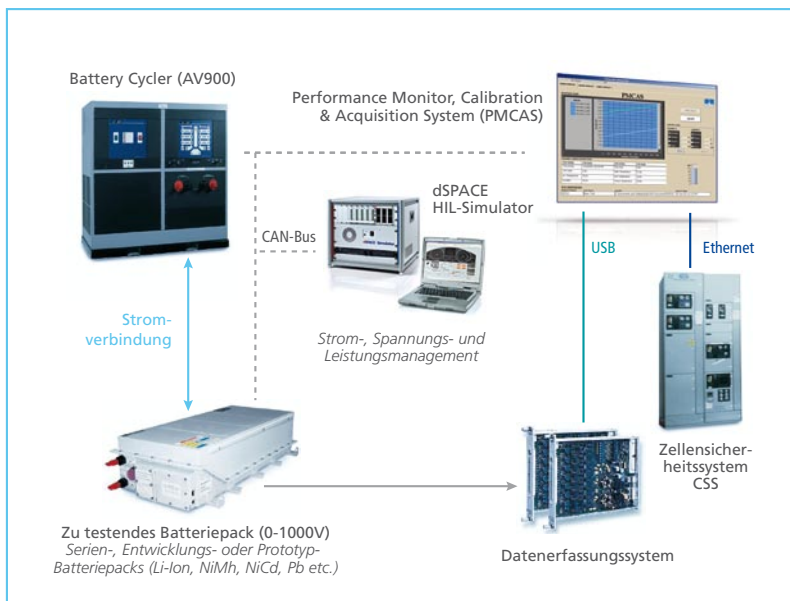 Battery Cycler (AV900)
Performance Monitor, Calibration
& Acquisition System (PMCAS)
PMCAS
dSPACE
HIL-Simulator
CAN-Bus
USB
Ethernet
Strom-
verbindung
Strom-, Spannungs- und
Leistungsmanagement
Zellensicher-
heitssystem
CSS
Zu testendes Batteriepack (0-1000V)
Serien-, Entwicklungs- oder Prototyp-
Batteriepacks (Li-Ion, NiMh, NiCd, Pb etc.)
Datenerfassungssystem